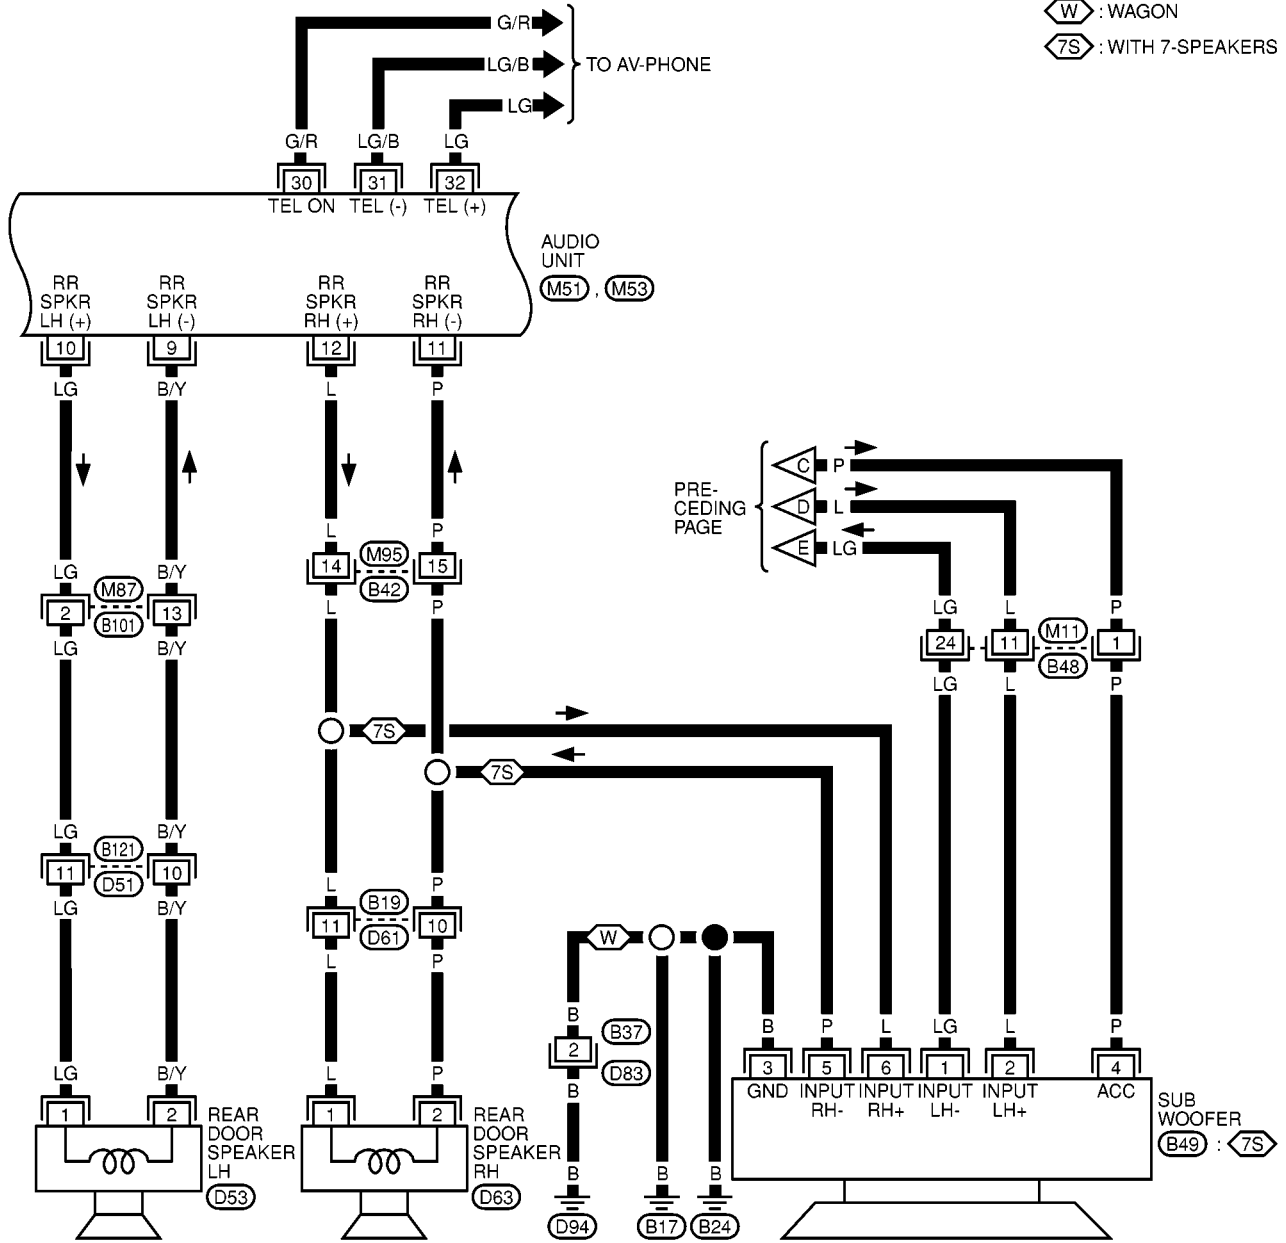 W : WAGON
7S : WITH 7-SPEAKERS
G/R
LG/B
LG
TO AV-PHONE
G/R LG/B LG
30 31 32
TEL ON TEL (-) TEL (+)
AUDIO
UNIT
M51 , M53
RR
SPKR
LH (+)
RR
SPKR
LH (-)
RR
SPKR
RH (+)
RR
SPKR
RH (-)
10 9 12 11
LG B/Y L P
C P
D L
E LG
PRE-
CEDING
PAGE
L P
14 M95 15
B42
L P
LG B/Y
2 M87 13
B101
LG B/Y
LG L P
24 11 M11 1
B48
LG L P
7S
7S
LG B/Y
11 B121 10
D51
LG B/Y
L P
11 B19 10
D61
L P
W
B
2 B37
D83
B
B P L LG L P
3 5 6 1 2 4
GND
INPUT
RH-
INPUT
RH+
INPUT
LH-
INPUT
LH+
ACC
SUB
WOOFER
B49 : 7S
LG B/Y L P
1 2 1 2
REAR
DOOR
SPEAKER
LH
D53
REAR
DOOR
SPEAKER
RH
D63
B B B
D94 B17 B24